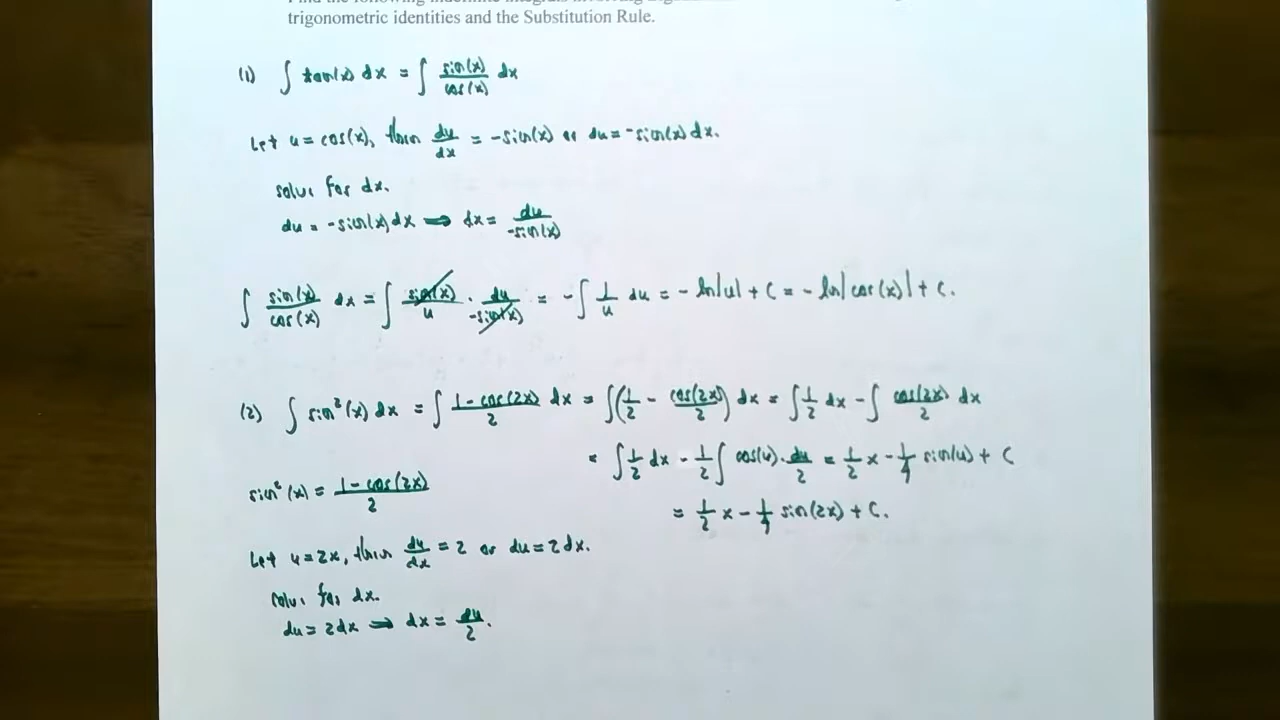 trigonometric identities and the Substitution Rule.
(1) ∫ tan(x) dx = ∫ sin(x)/cos(x) dx
Let u = cos(x), then du/dx = -sin(x) or du = -sin(x) dx.
solve for dx.
du = -sin(x) dx ⟹ dx = du/-sin(x)
∫ sin(x)/cos(x) dx = ∫ sin(x)/u · du/-sin(x) = -∫ 1/u du = -ln|u| + C = -ln|cos(x)| + C.
(2) ∫ sin²(x) dx = ∫ 1-cos(2x)/2 dx = ∫(1/2 - cos(2x)/2) dx = ∫ 1/2 dx - ∫ cos(2x)/2 dx
= ∫ 1/2 dx - 1/2 ∫ cos(u) · du/2 = 1/2 x - 1/4 sin(u) + C
sin²(x) = 1-cos(2x)/2
= 1/2 x - 1/4 sin(2x) + C.
Let u = 2x, then du/dx = 2 or du = 2 dx.
solve for dx.
du = 2dx ⟹ dx = du/2.